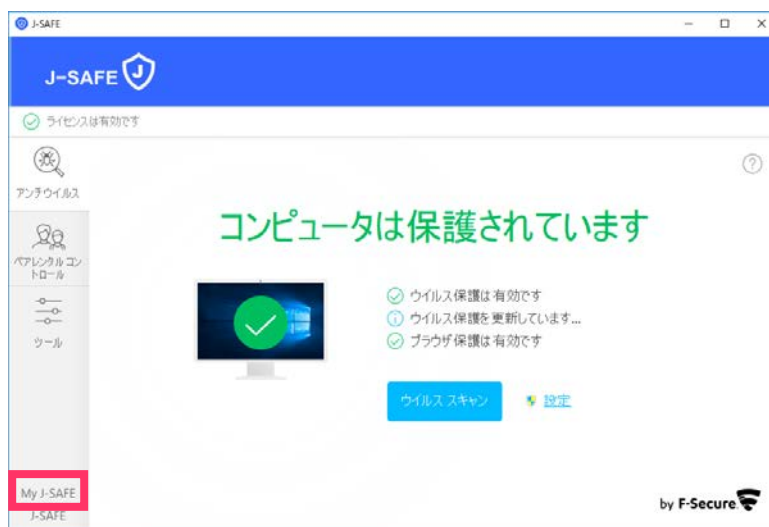 J-SAFE
J-SAFE J
ライセンスは有効です
アンチウイルス
ペアレンタル コン
トロール
ツール
コンピュータは保護されています
ウイルス保護は有効です
ウイルス保護を更新しています...
ブラウザ保護は有効です
ウイルス スキャン
設定
My J-SAFE
J-SAFE
by F-Secure.